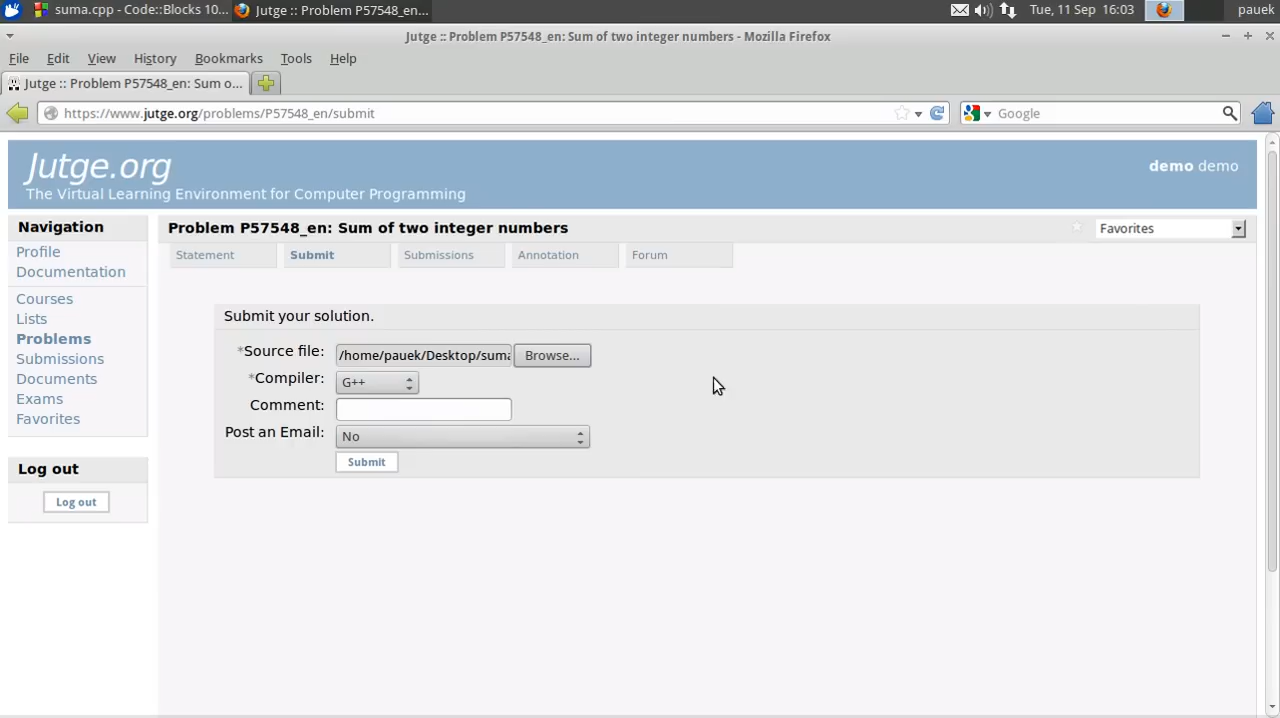 suma.cpp - Code::Blocks 10...
Jutge :: Problem P57548_en...
Tue, 11 Sep 16:03
pauek
Jutge :: Problem P57548_en: Sum of two integer numbers - Mozilla Firefox
File Edit View History Bookmarks Tools Help
Jutge :: Problem P57548_en: Sum o...
https://www.jutge.org/problems/P57548_en/submit
Google
Jutge.org
The Virtual Learning Environment for Computer Programming
demo demo
Navigation
Profile
Documentation
Courses
Lists
Problems
Submissions
Documents
Exams
Favorites
Log out
Log out
Problem P57548_en: Sum of two integer numbers
Favorites
Statement Submit Submissions Annotation Forum
Submit your solution.
*Source file: /home/pauek/Desktop/suma Browse...
*Compiler: G++
Comment:
Post an Email: No
Submit